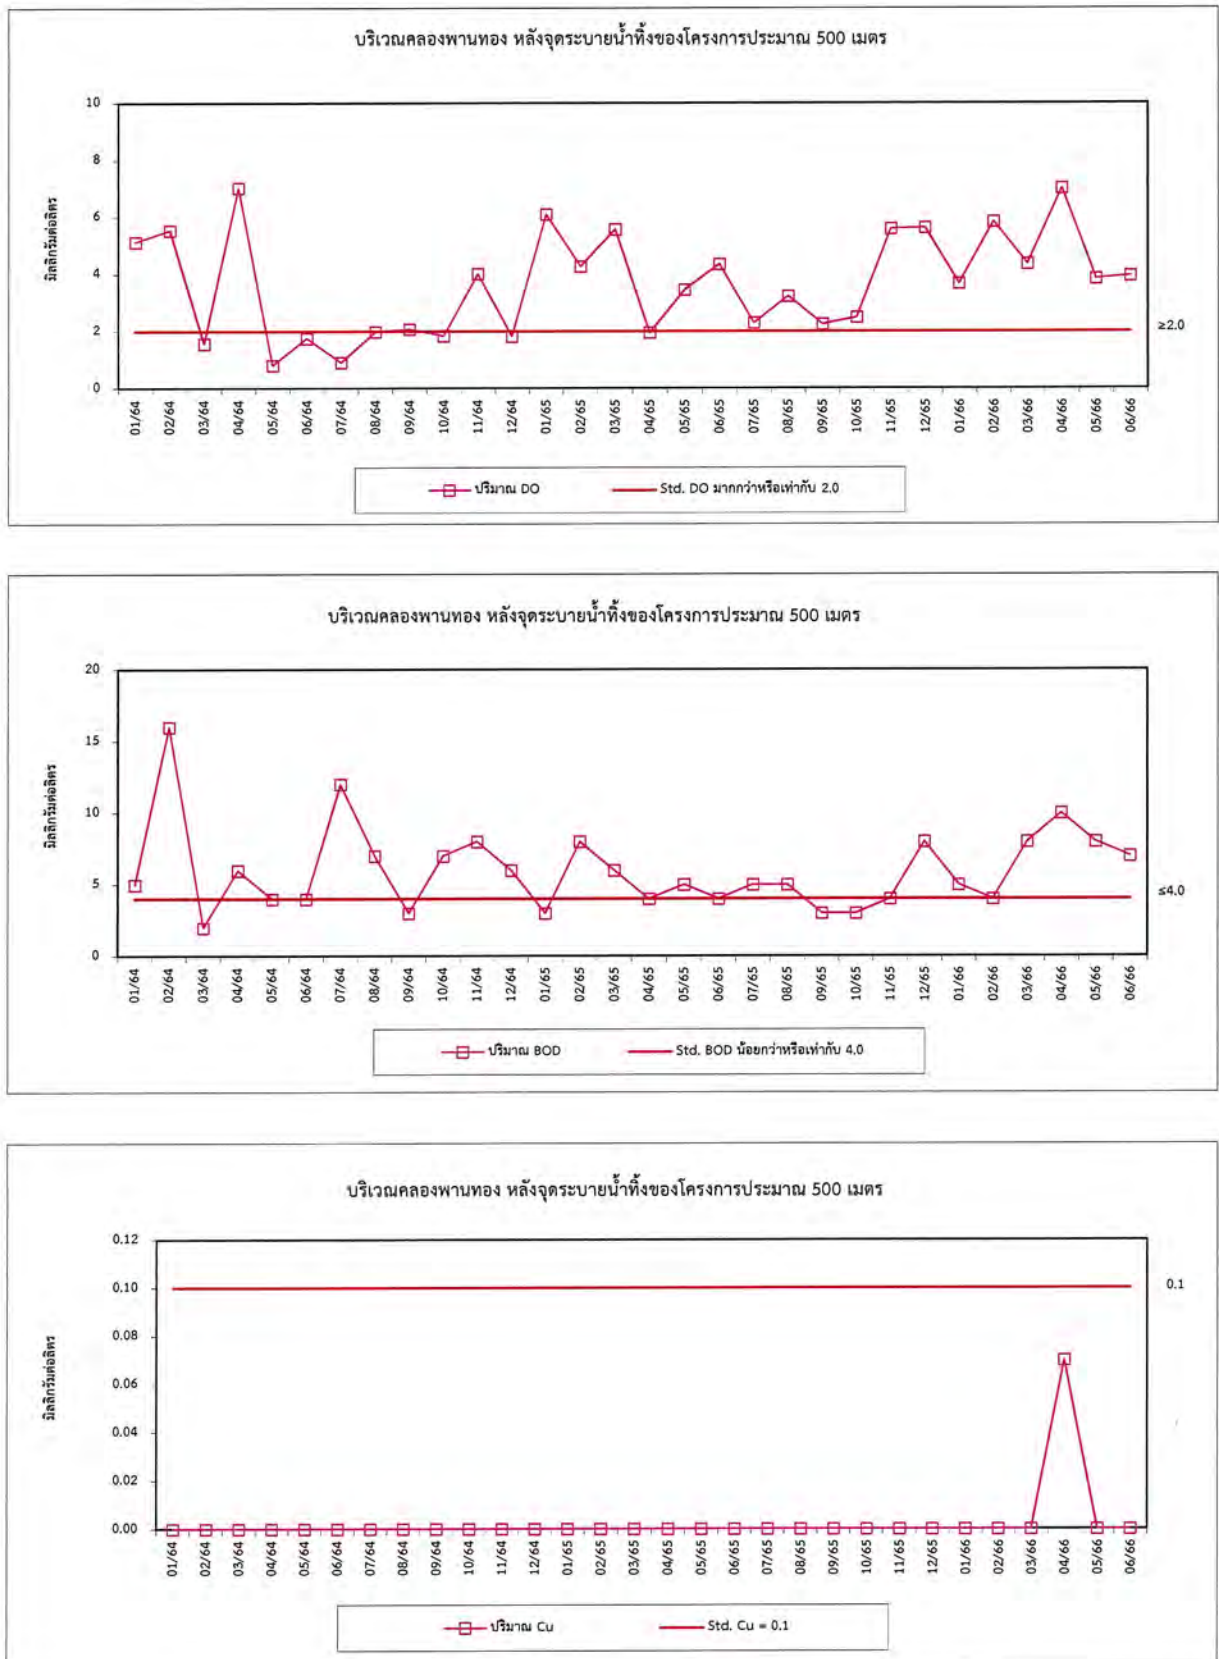 บริเวณคลองพานทอง หลังจุดระบายน้ำทิ้งของโครงการประมาณ 500 เมตร
มิลลิกรัมต่อลิตร
10
8
6
4
2
0
≥2.0
01/64 02/64 03/64 04/64 05/64 06/64 07/64 08/64 09/64 10/64 11/64 12/64 01/65 02/65 03/65 04/65 05/65 06/65 07/65 08/65 09/65 10/65 11/65 12/65 01/66 02/66 03/66 04/66 05/66 06/66
ปริมาณ DO Std. DO มากกว่าหรือเท่ากับ 2.0
บริเวณคลองพานทอง หลังจุดระบายน้ำทิ้งของโครงการประมาณ 500 เมตร
มิลลิกรัมต่อลิตร
20
15
10
5
0
≤4.0
01/64 02/64 03/64 04/64 05/64 06/64 07/64 08/64 09/64 10/64 11/64 12/64 01/65 02/65 03/65 04/65 05/65 06/65 07/65 08/65 09/65 10/65 11/65 12/65 01/66 02/66 03/66 04/66 05/66 06/66
ปริมาณ BOD Std. BOD น้อยกว่าหรือเท่ากับ 4.0
บริเวณคลองพานทอง หลังจุดระบายน้ำทิ้งของโครงการประมาณ 500 เมตร
มิลลิกรัมต่อลิตร
0.12
0.10
0.08
0.06
0.04
0.02
0.00
0.1
01/64 02/64 03/64 04/64 05/64 06/64 07/64 08/64 09/64 10/64 11/64 12/64 01/65 02/65 03/65 04/65 05/65 06/65 07/65 08/65 09/65 10/65 11/65 12/65 01/66 02/66 03/66 04/66 05/66 06/66
ปริมาณ Cu Std. Cu = 0.1